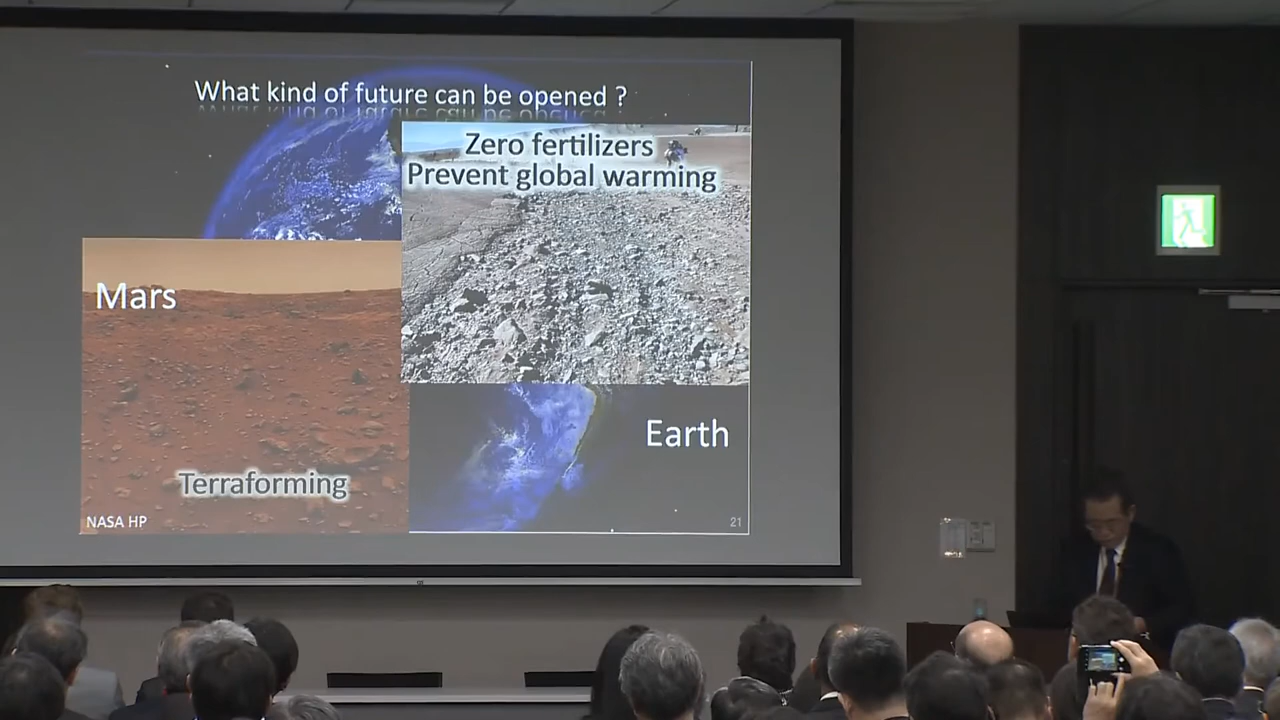 What kind of future can be opened ?
Zero fertilizers
Prevent global warming
Mars
Earth
Terraforming
NASA HP
21